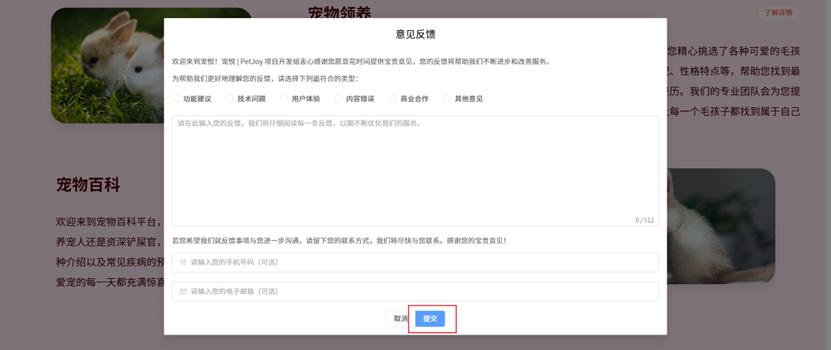 宠物领养
了解详情
意见反馈
您精心挑选了各种可爱的毛孩
欢迎来到宠悦！宠悦 | PetJoy 项目开发组衷心感谢您愿意花时间提供宝贵意见，您的反馈将帮助我们不断进步和改善服务。
、性格特点等，帮助您找到最
为帮助我们更好地理解您的反馈，请选择下列最符合的类型：
历。我们的专业团队会为您提
功能建议 技术问题 用户体验 内容错误 商业合作 其他意见
每一个毛孩子都找到属于自己
请在此输入您的反馈，我们将仔细阅读每一条反馈，以期不断优化我们的服务。
0 / 512
宠物百科
欢迎来到宠物百科平台，
养宠人还是资深铲屎官，
种介绍以及常见疾病的预
爱宠的每一天都充满惊喜
若您希望我们就反馈事项与您进一步沟通，请留下您的联系方式，我们将尽快与您联系。感谢您的宝贵意见！
请输入您的手机号码（可选）
请输入您的电子邮箱（可选）
取消 提交